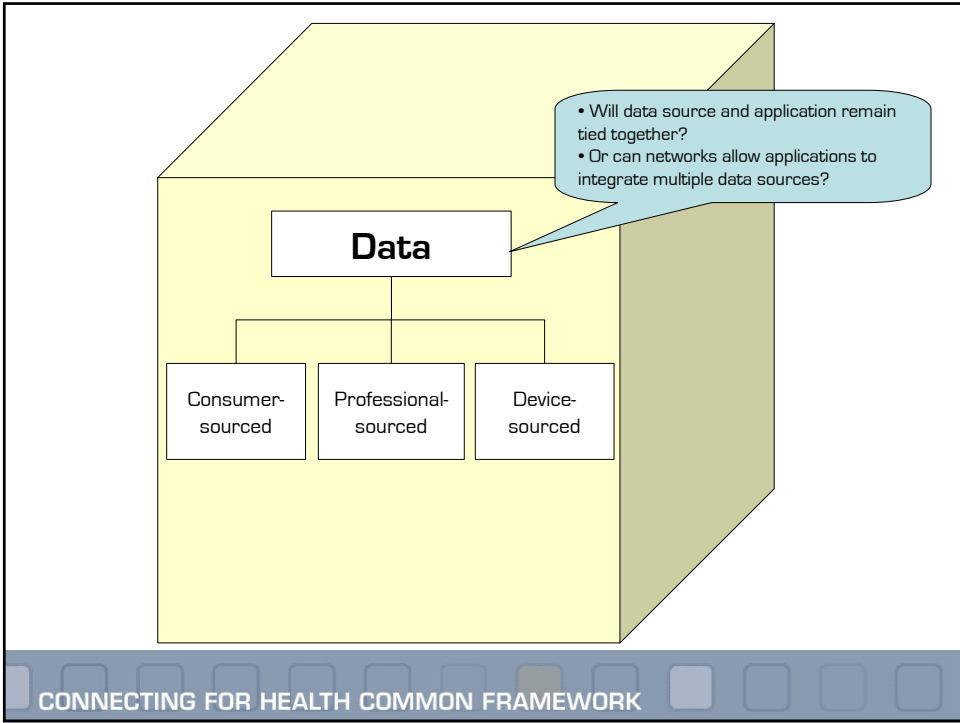 • Will data source and application remain
tied together?
• Or can networks allow applications to
integrate multiple data sources?
Data
Consumer-
sourced
Professional-
sourced
Device-
sourced
CONNECTING FOR HEALTH COMMON FRAMEWORK